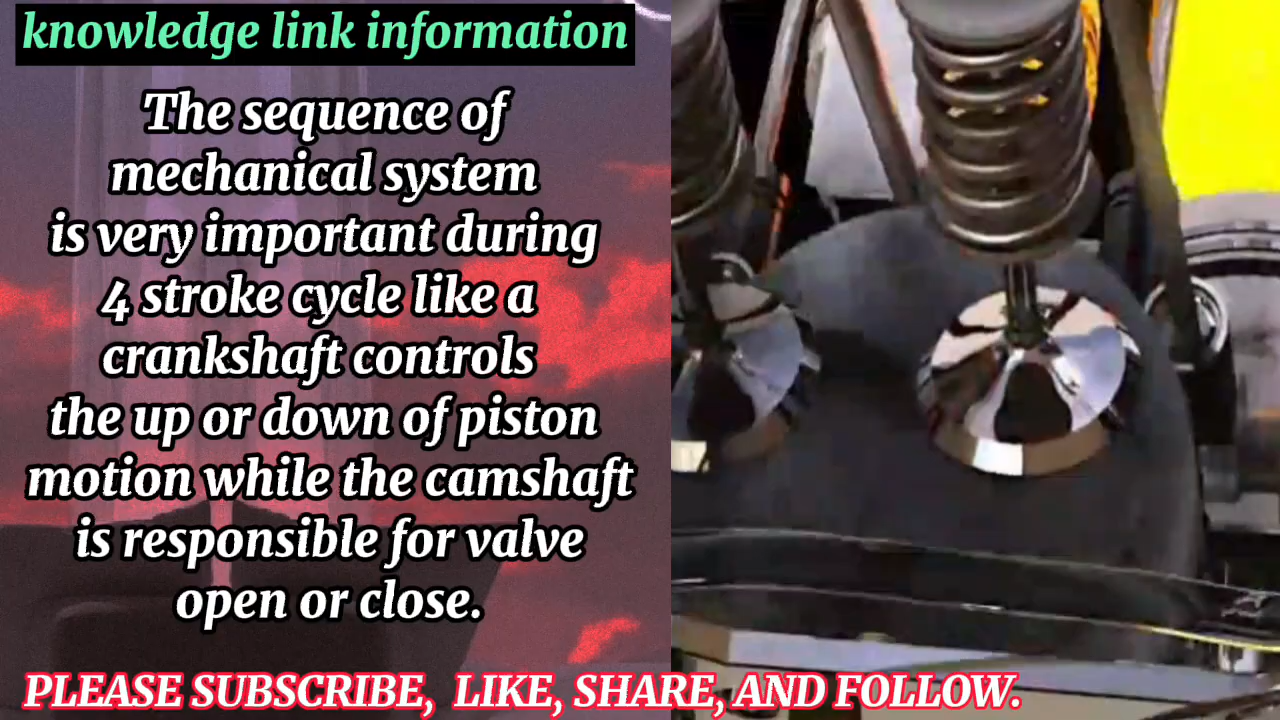 knowledge link information
The sequence of
mechanical system
is very important during
4 stroke cycle like a
crankshaft controls
the up or down of piston
motion while the camshaft
is responsible for valve
open or close.
PLEASE SUBSCRIBE, LIKE, SHARE, AND FOLLOW.